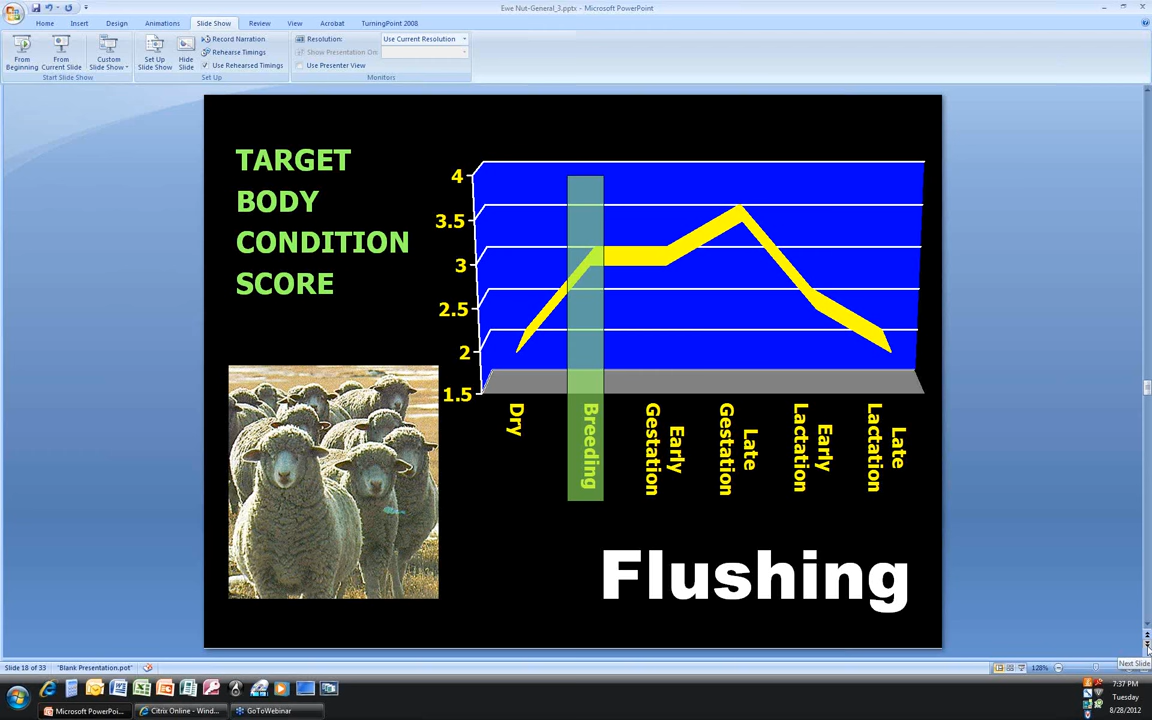 Ewe Nut-General_3.pptx - Microsoft PowerPoint
Home Insert Design Animations Slide Show Review View Acrobat TurningPoint 2008
From Beginning
From Current Slide
Custom Slide Show
Set Up Slide Show
Hide Slide
Record Narration
Rehearse Timings
Use Rehearsed Timings
Resolution: Use Current Resolution
Show Presentation On:
Use Presenter View
Start Slide Show
Set Up
Monitors
TARGET
BODY
CONDITION
SCORE
4
3.5
3
2.5
2
1.5
Dry
Breeding
Early
Gestation
Late
Gestation
Early
Lactation
Late
Lactation
Flushing
Next Slide
Slide 18 of 33 "Blank Presentation.pot" 128%
Microsoft PowerPoi...
Citrix Online - Wind...
GoToWebinar
7:37 PM
Tuesday
8/28/2012